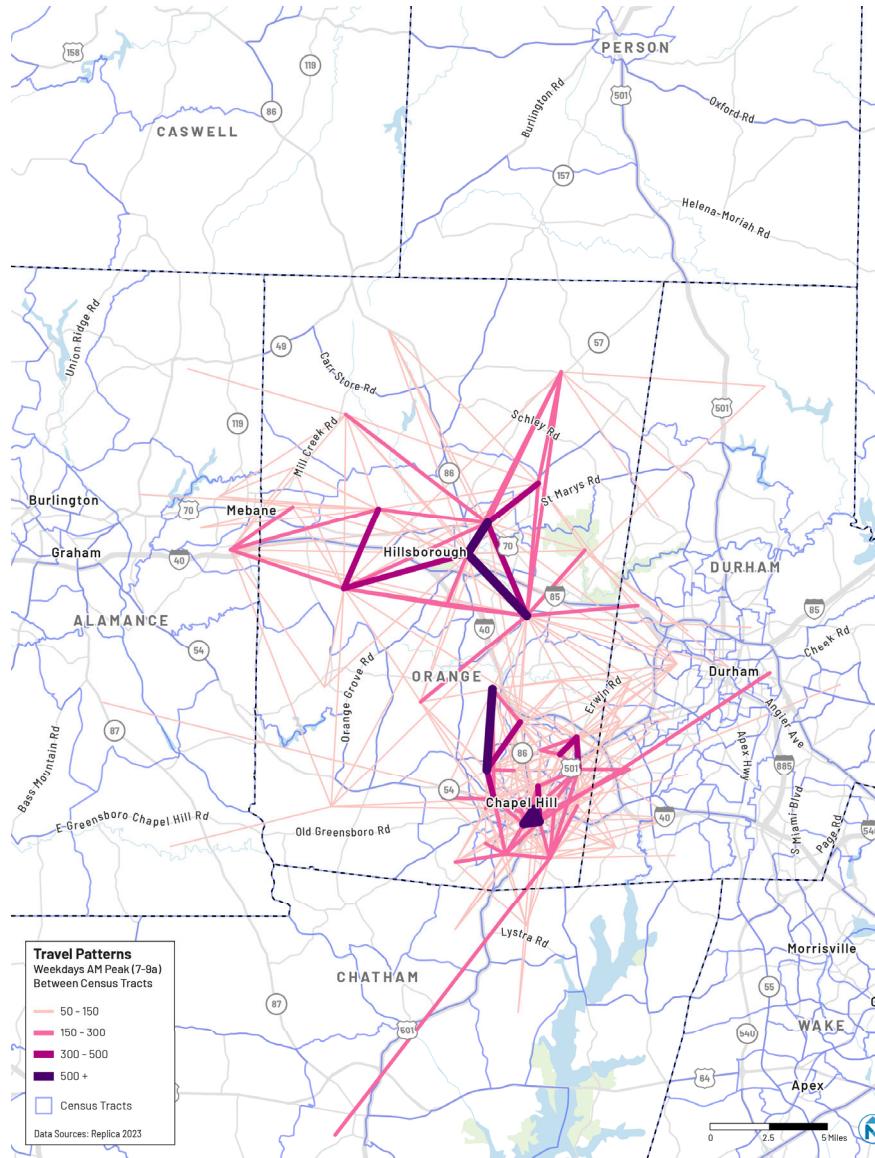 158
119
86
CASWELL
PERSON
501
Burlington Rd
Oxford Rd
157
Helena-Moriah Rd
Union Ridge Rd
49
Carr Store Rd
57
119
Mill Creek Rd
Schley Rd
501
86
St Marys Rd
Burlington
70
Mebane
Graham
40
Hillsborough
70
85
DURHAM
85
ALAMANCE
40
Cheek Rd
54
Orange Grove Rd
ORANGE
Erwin Rd
Durham
Angier Ave
87
Bass Mountain Rd
86
501
Apex Hwy
885
54
Chapel Hill
S Miami Blvd
E Greensboro Chapel Hill Rd
Old Greensboro Rd
40
Page Rd
540
Lystra Rd
Morrisville
CHATHAM
87
55
501
540
WAKE
64
Apex
Travel Patterns
Weekdays AM Peak (7-9a)
Between Census Tracts
50 - 150
150 - 300
300 - 500
500 +
Census Tracts
Data Sources: Replica 2023
0 2.5 5 Miles
N